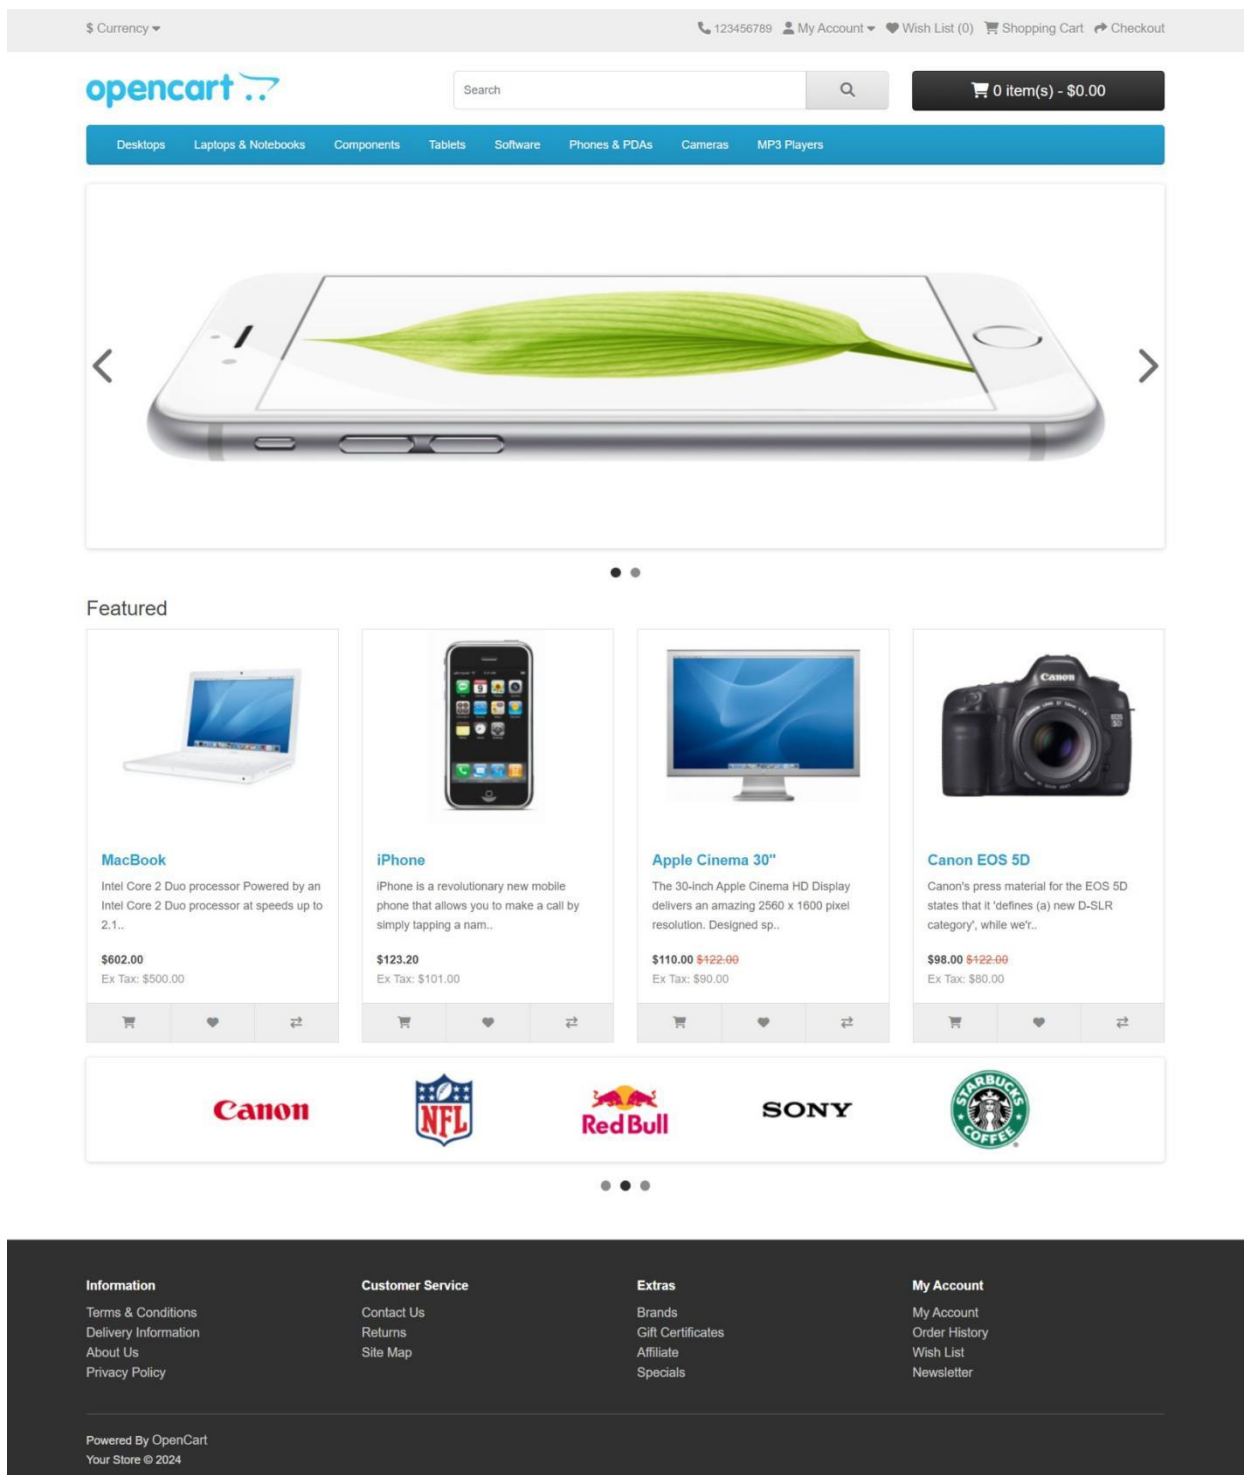 $ Currency
123456789 My Account Wish List (0) Shopping Cart Checkout
opencart
Search
0 item(s) - $0.00
Desktops Laptops & Notebooks Components Tablets Software Phones & PDAs Cameras MP3 Players
Featured
Canon
EOS
5D
MacBook
Intel Core 2 Duo processor Powered by an
Intel Core 2 Duo processor at speeds up to
2.1..
$602.00
Ex Tax: $500.00
iPhone
iPhone is a revolutionary new mobile
phone that allows you to make a call by
simply tapping a nam..
$123.20
Ex Tax: $101.00
Apple Cinema 30"
The 30-inch Apple Cinema HD Display
delivers an amazing 2560 x 1600 pixel
resolution. Designed sp..
$110.00 $122.00
Ex Tax: $90.00
Canon EOS 5D
Canon's press material for the EOS 5D
states that it 'defines (a) new D-SLR
category', while we'r..
$98.00 $122.00
Ex Tax: $80.00
Canon
NFL
Red Bull
SONY
STARBUCKS
COFFEE
Information
Terms & Conditions
Delivery Information
About Us
Privacy Policy
Customer Service
Contact Us
Returns
Site Map
Extras
Brands
Gift Certificates
Affiliate
Specials
My Account
My Account
Order History
Wish List
Newsletter
Powered By OpenCart
Your Store © 2024